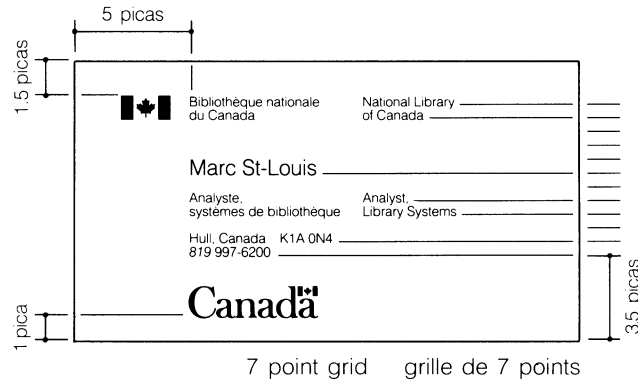 5 picas
1.5 picas
Bibliothèque nationale
du Canada
National Library
of Canada
Marc St-Louis
Analyste,
systèmes de bibliothèque
Analyst,
Library Systems
Hull, Canada K1A 0N4
819 997-6200
Canada
1 pica
3.5 picas
7 point grid grille de 7 points